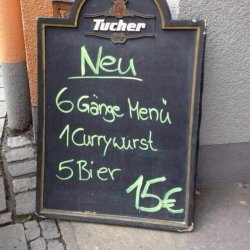 Tucher
Neu
6 Gänge Menü
1 Currywurst
5 Bier
15€